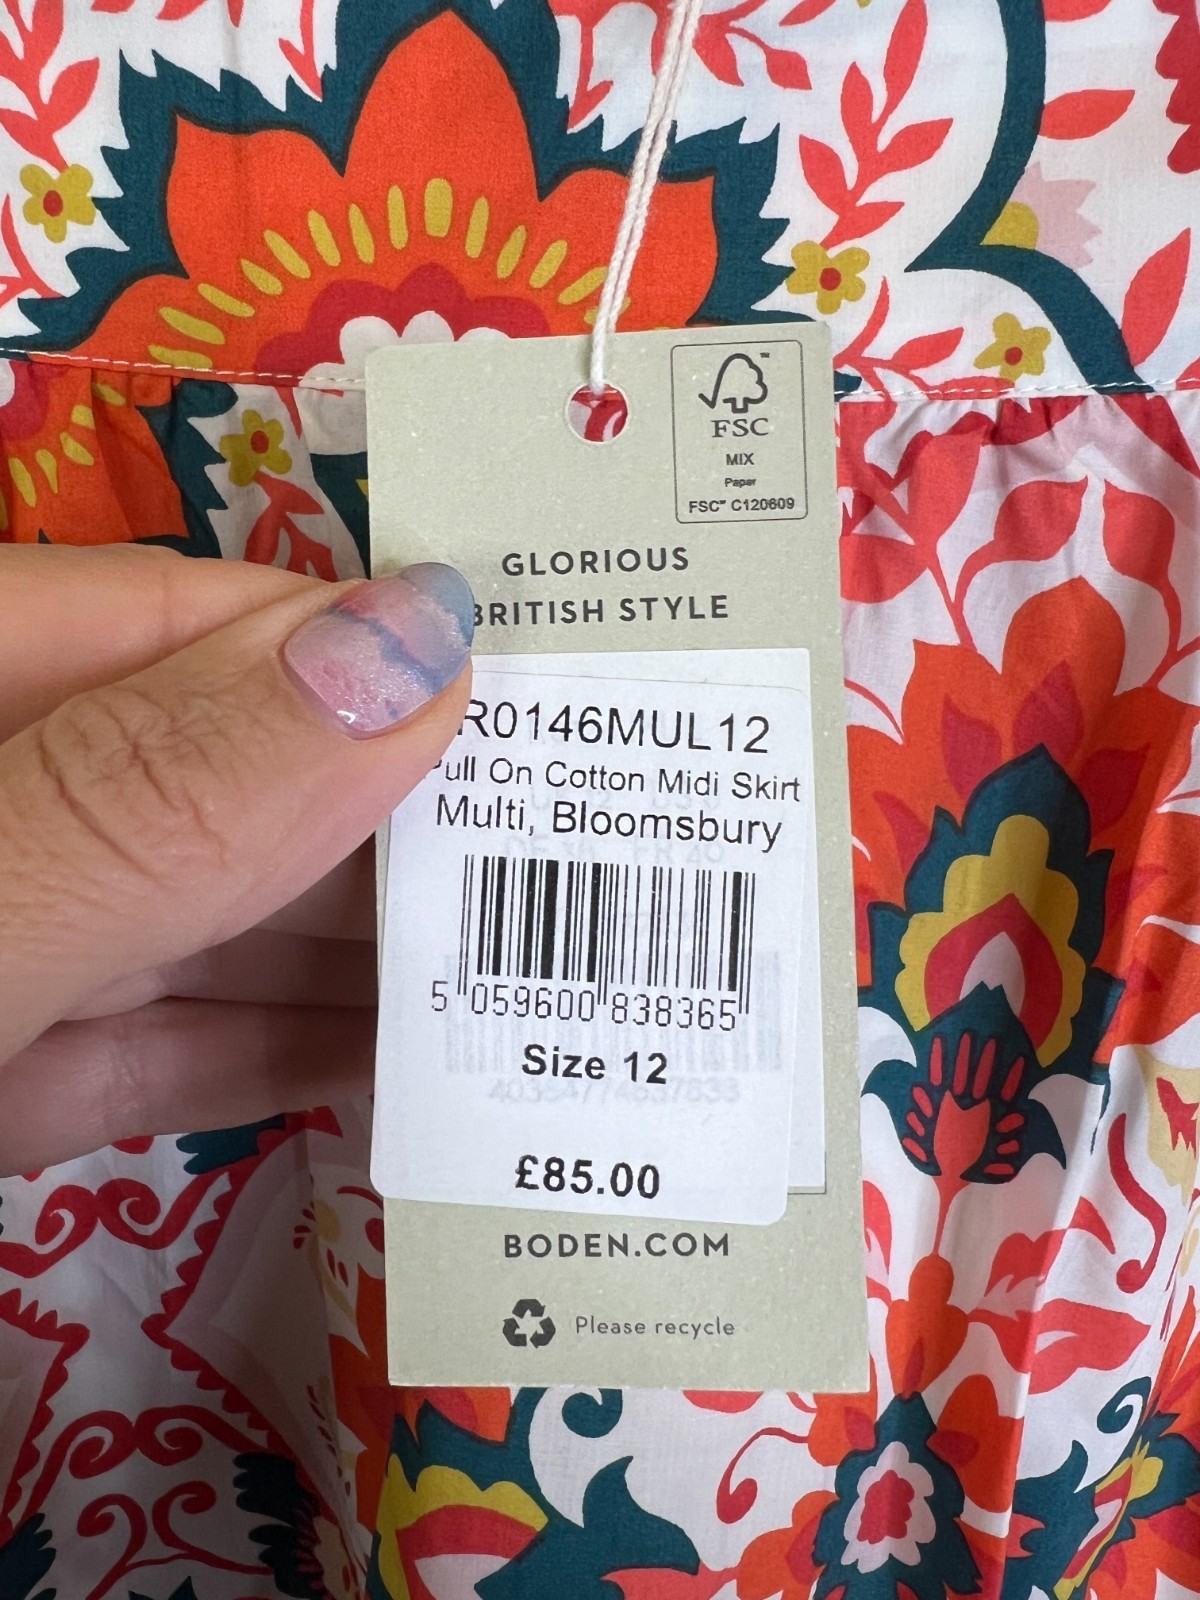 FSC™
MIX
Paper
FSC™ C120609
GLORIOUS
BRITISH STYLE
R0146MUL12
Pull On Cotton Midi Skirt
Multi, Bloomsbury
5 059600 838365
Size 12
£85.00
BODEN.COM
Please recycle